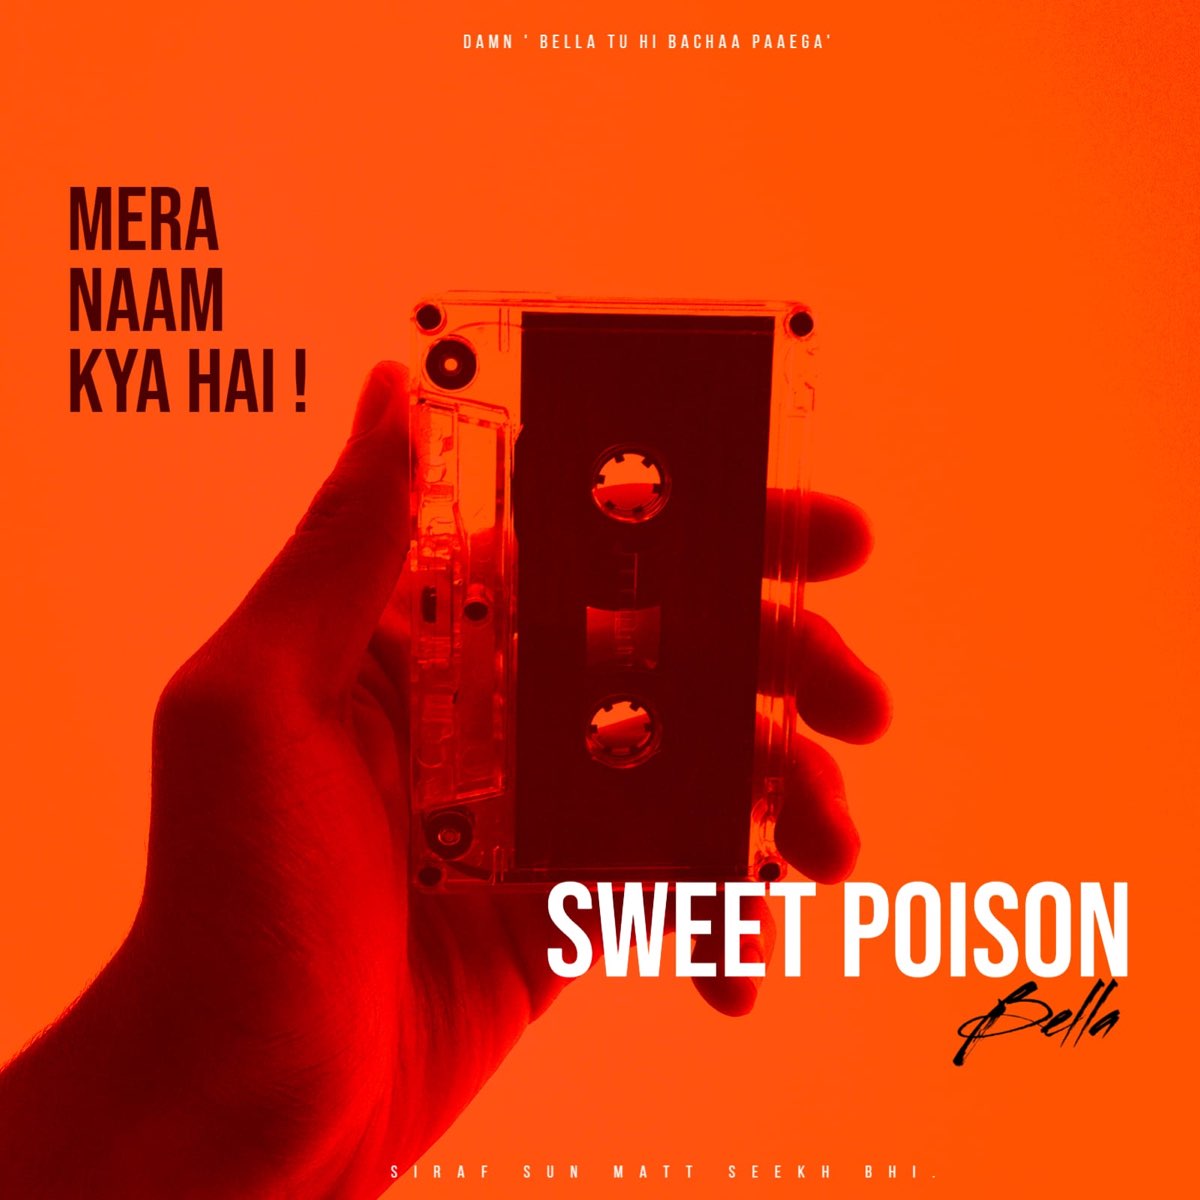 DAMN ' BELLA TU HI BACHAA PAAEGA'
MERA
NAAM
KYA HAI !
SWEET POISON
Bella
SIRAF SUN MATT SEEKH BHI.